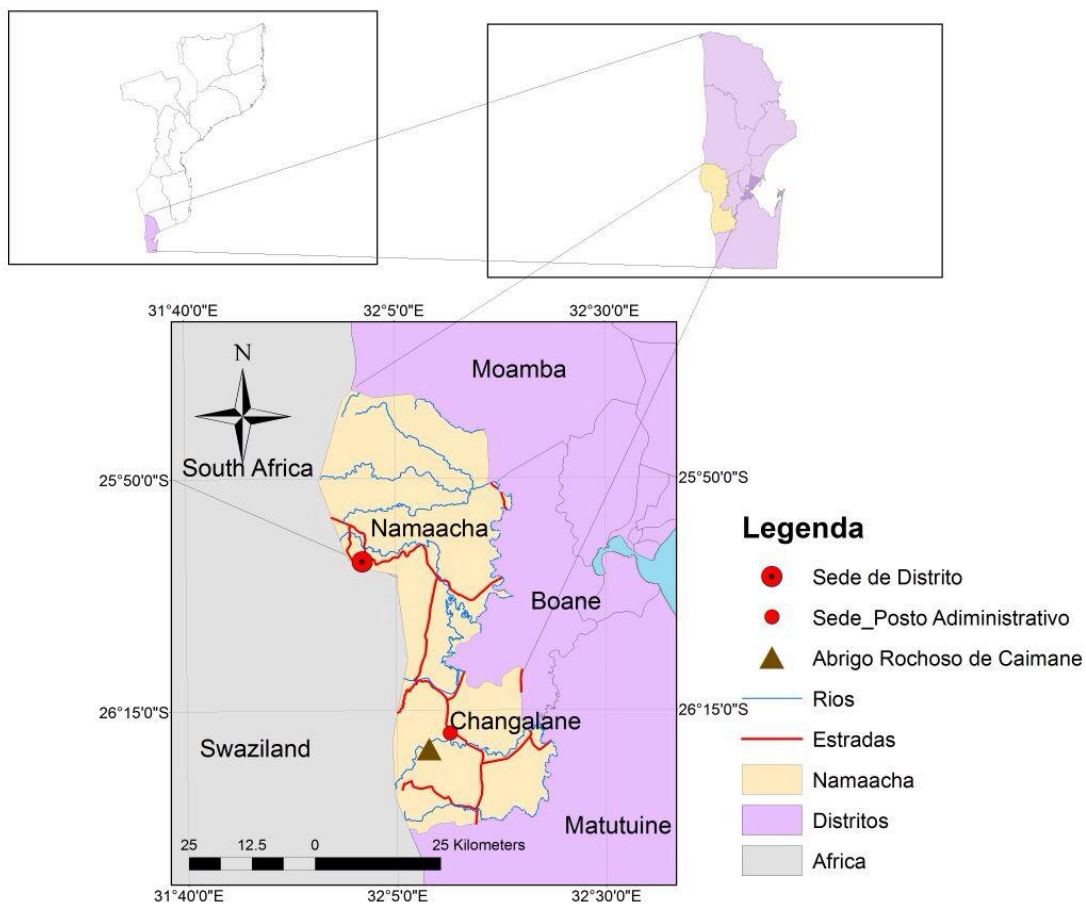 31°40'0"E
32°5'0"E
32°30'0"E
N
Moamba
South Africa
25°50'0"S
25°50'0"S
Namaacha
Boane
26°15'0"S
26°15'0"S
Changalane
Swaziland
Matutuine
25 12.5 0 25 Kilometers
31°40'0"E
32°5'0"E
32°30'0"E
Legenda
Sede de Distrito
Sede_Posto Adiministrativo
Abrigo Rochoso de Caimane
Rios
Estradas
Namaacha
Distritos
Africa